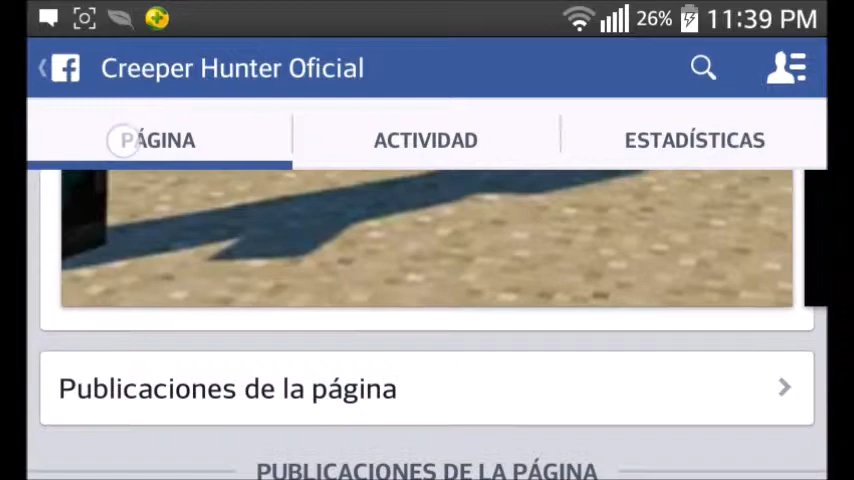 26% 11:39 PM
Creeper Hunter Oficial
PÁGINA ACTIVIDAD ESTADÍSTICAS
Publicaciones de la página
PUBLICACIONES DE LA PÁGINA